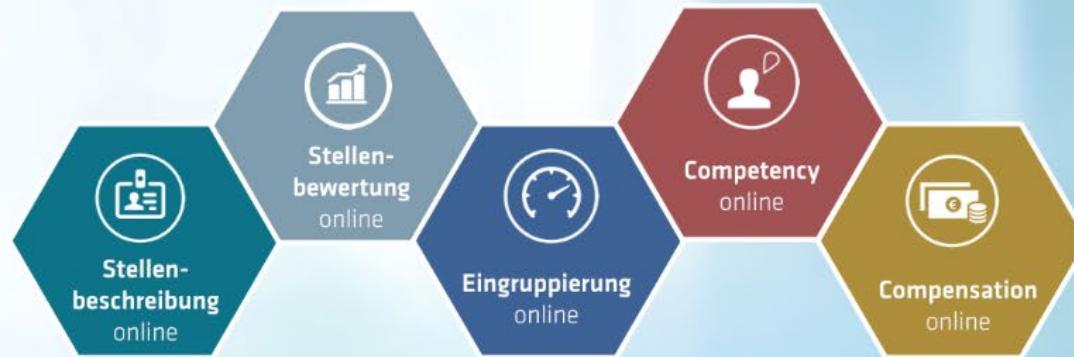 Stellen-
beschreibung
online
Stellen-
bewertung
online
Eingruppierung
online
Competency
online
€
Compensation
online